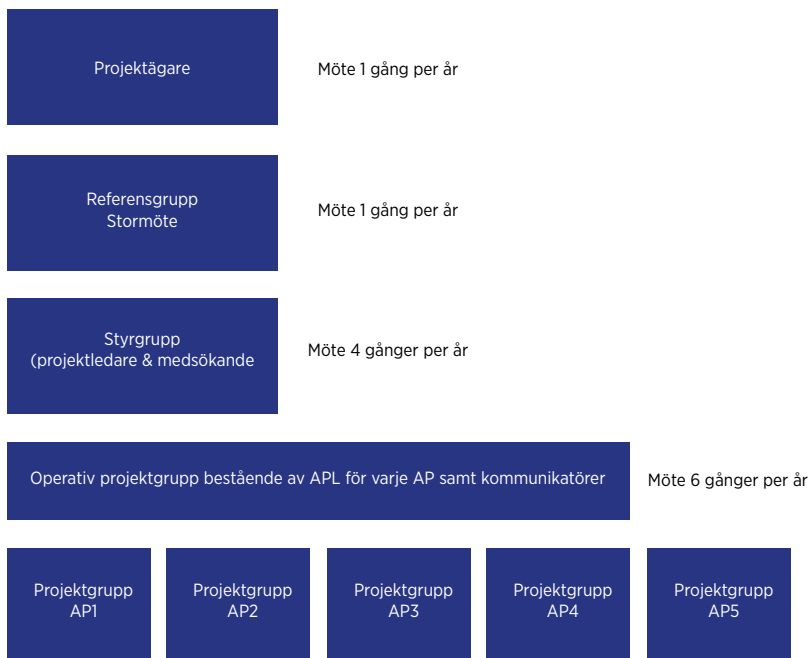 Projektägare
Möte 1 gång per år
Referensgrupp
Stormöte
Möte 1 gång per år
Styrgrupp
(projektledare & medsökande
Möte 4 gånger per år
Operativ projektgrupp bestående av APL för varje AP samt kommunikatörer
Möte 6 gånger per år
Projektgrupp
AP1
Projektgrupp
AP2
Projektgrupp
AP3
Projektgrupp
AP4
Projektgrupp
AP5